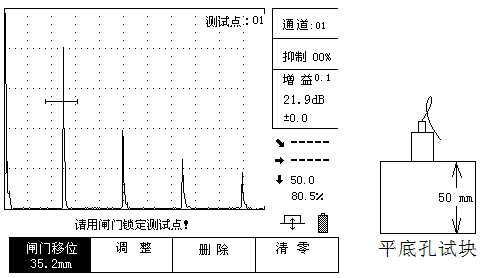 测试点:01
通道:01
抑制 00%
增益0.1
21.9dB
±0.0
50.0
80.5%
请用闸门锁定测试点!
闸门移位
35.2mm
调 整
删 除
清 零
50 mm
平底孔试块